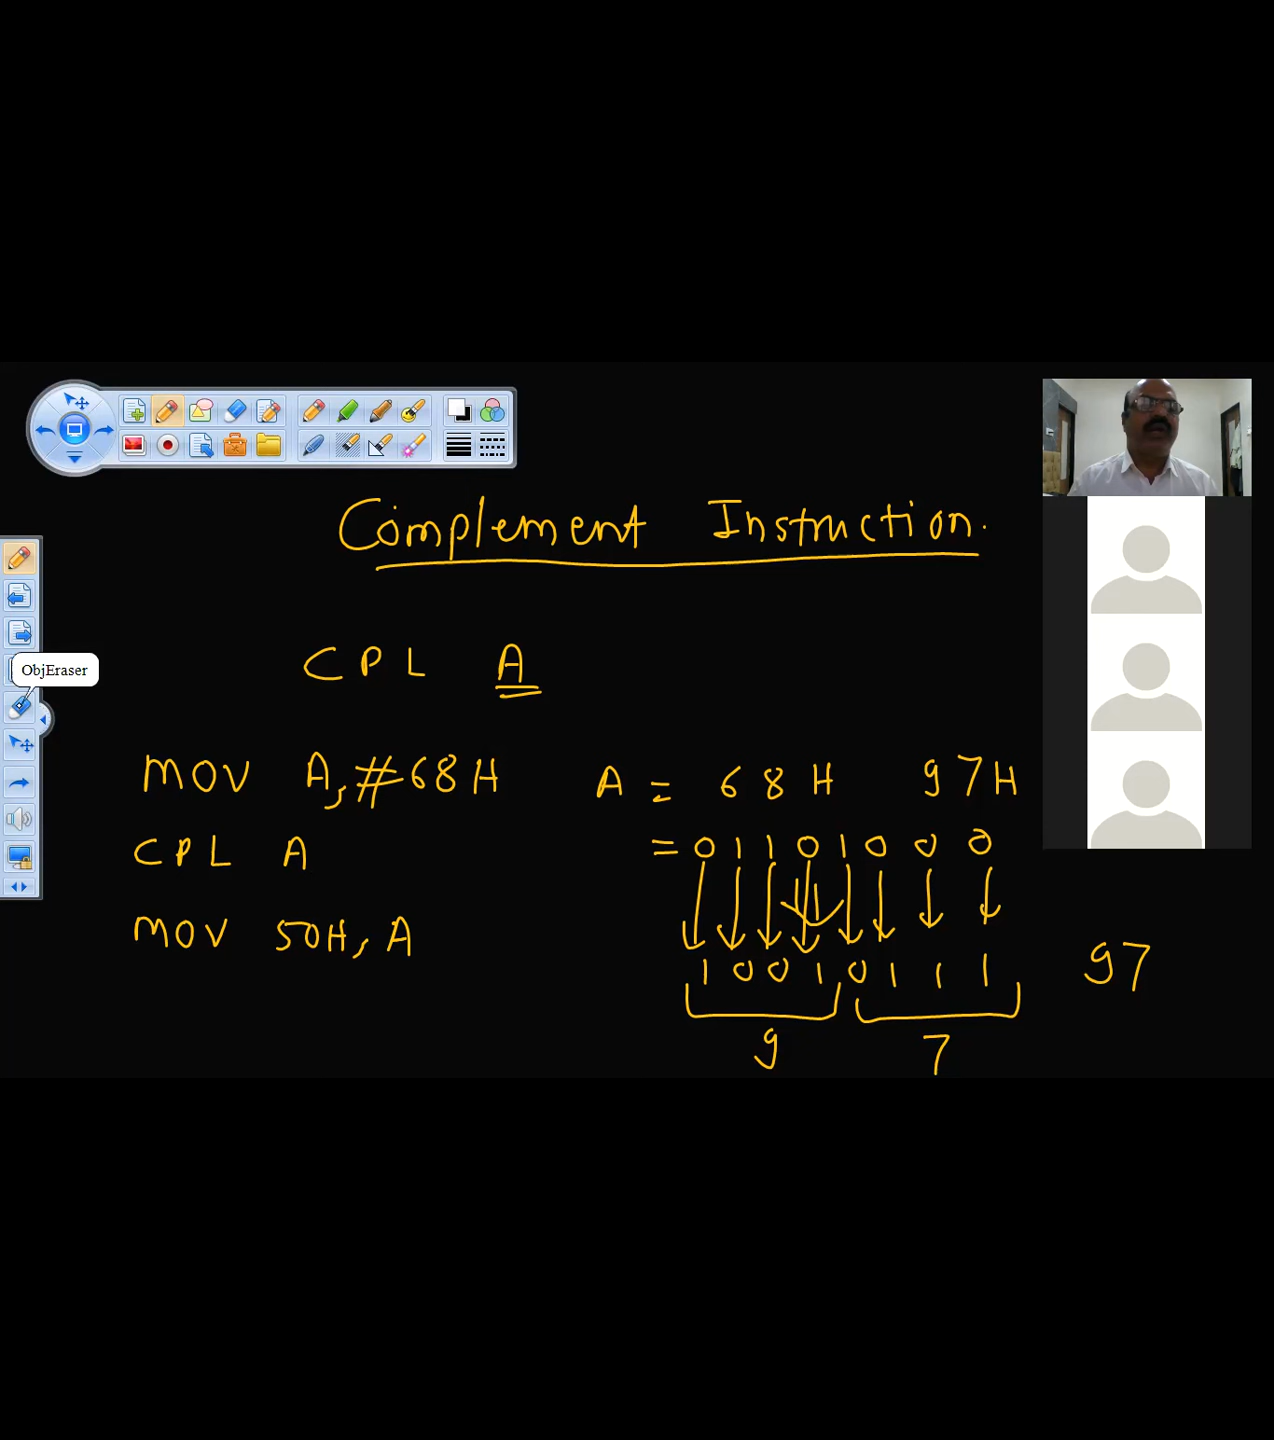 Complement Instruction.
ObjEraser
CPL A
MOV A, #68H A = 68H 97H
CPL A = 0 1 1 0 1 0 0 0
MOV 50H, A
1 0 0 1 0 1 1 1 97
9 7